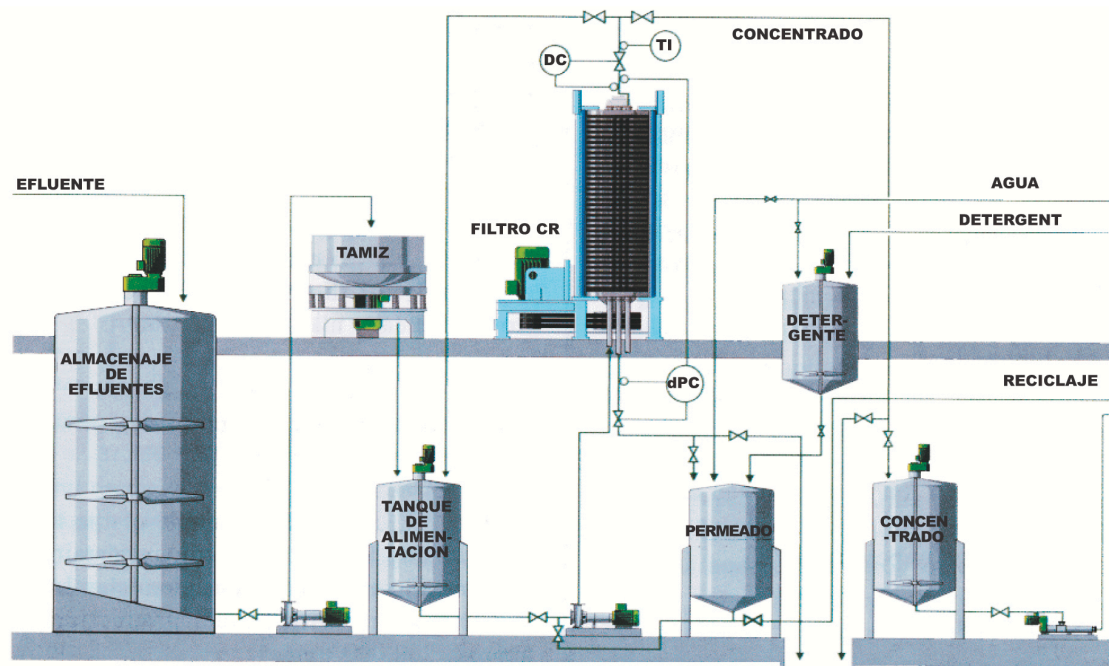 CONCENTRADO
TI
DC
EFLUENTE
AGUA
DETERGENT
FILTRO CR
TAMIZ
DETER-
GENTE
ALMACENAJE
DE
EFLUENTES
dPC
RECICLAJE
TANQUE
DE
ALIMEN-
TACION
PERMEADO
CONCEN
-TRADO